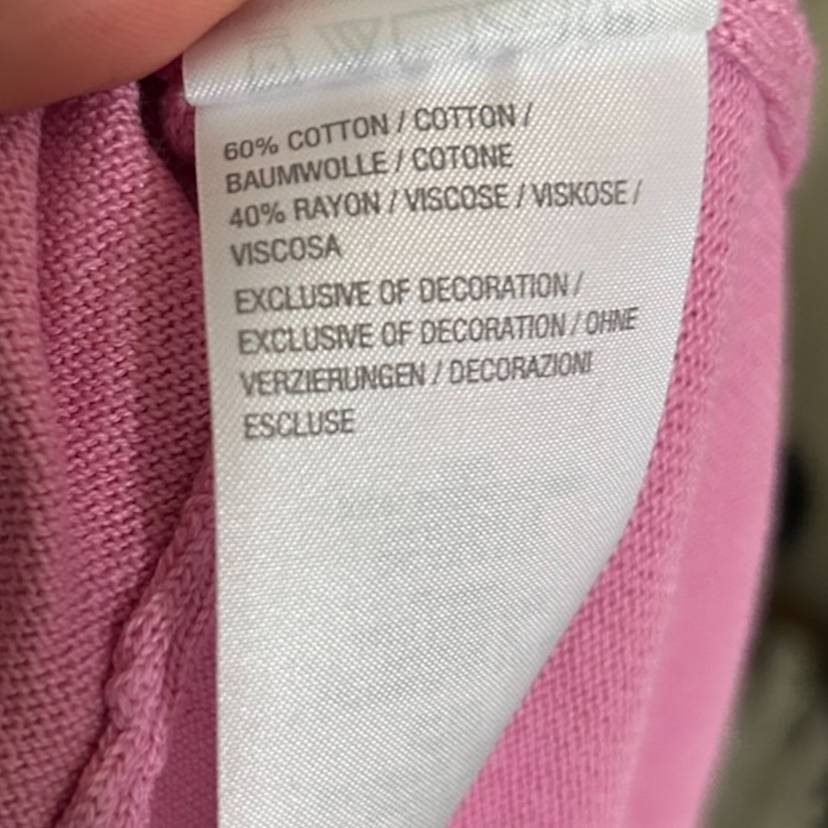 60% COTTON / COTTON /
BAUMWOLLE / COTONE
40% RAYON / VISCOSE / VISKOSE /
VISCOSA
EXCLUSIVE OF DECORATION /
EXCLUSIVE OF DECORATION / OHNE
VERZIERUNGEN / DECORAZIONI
ESCLUSE